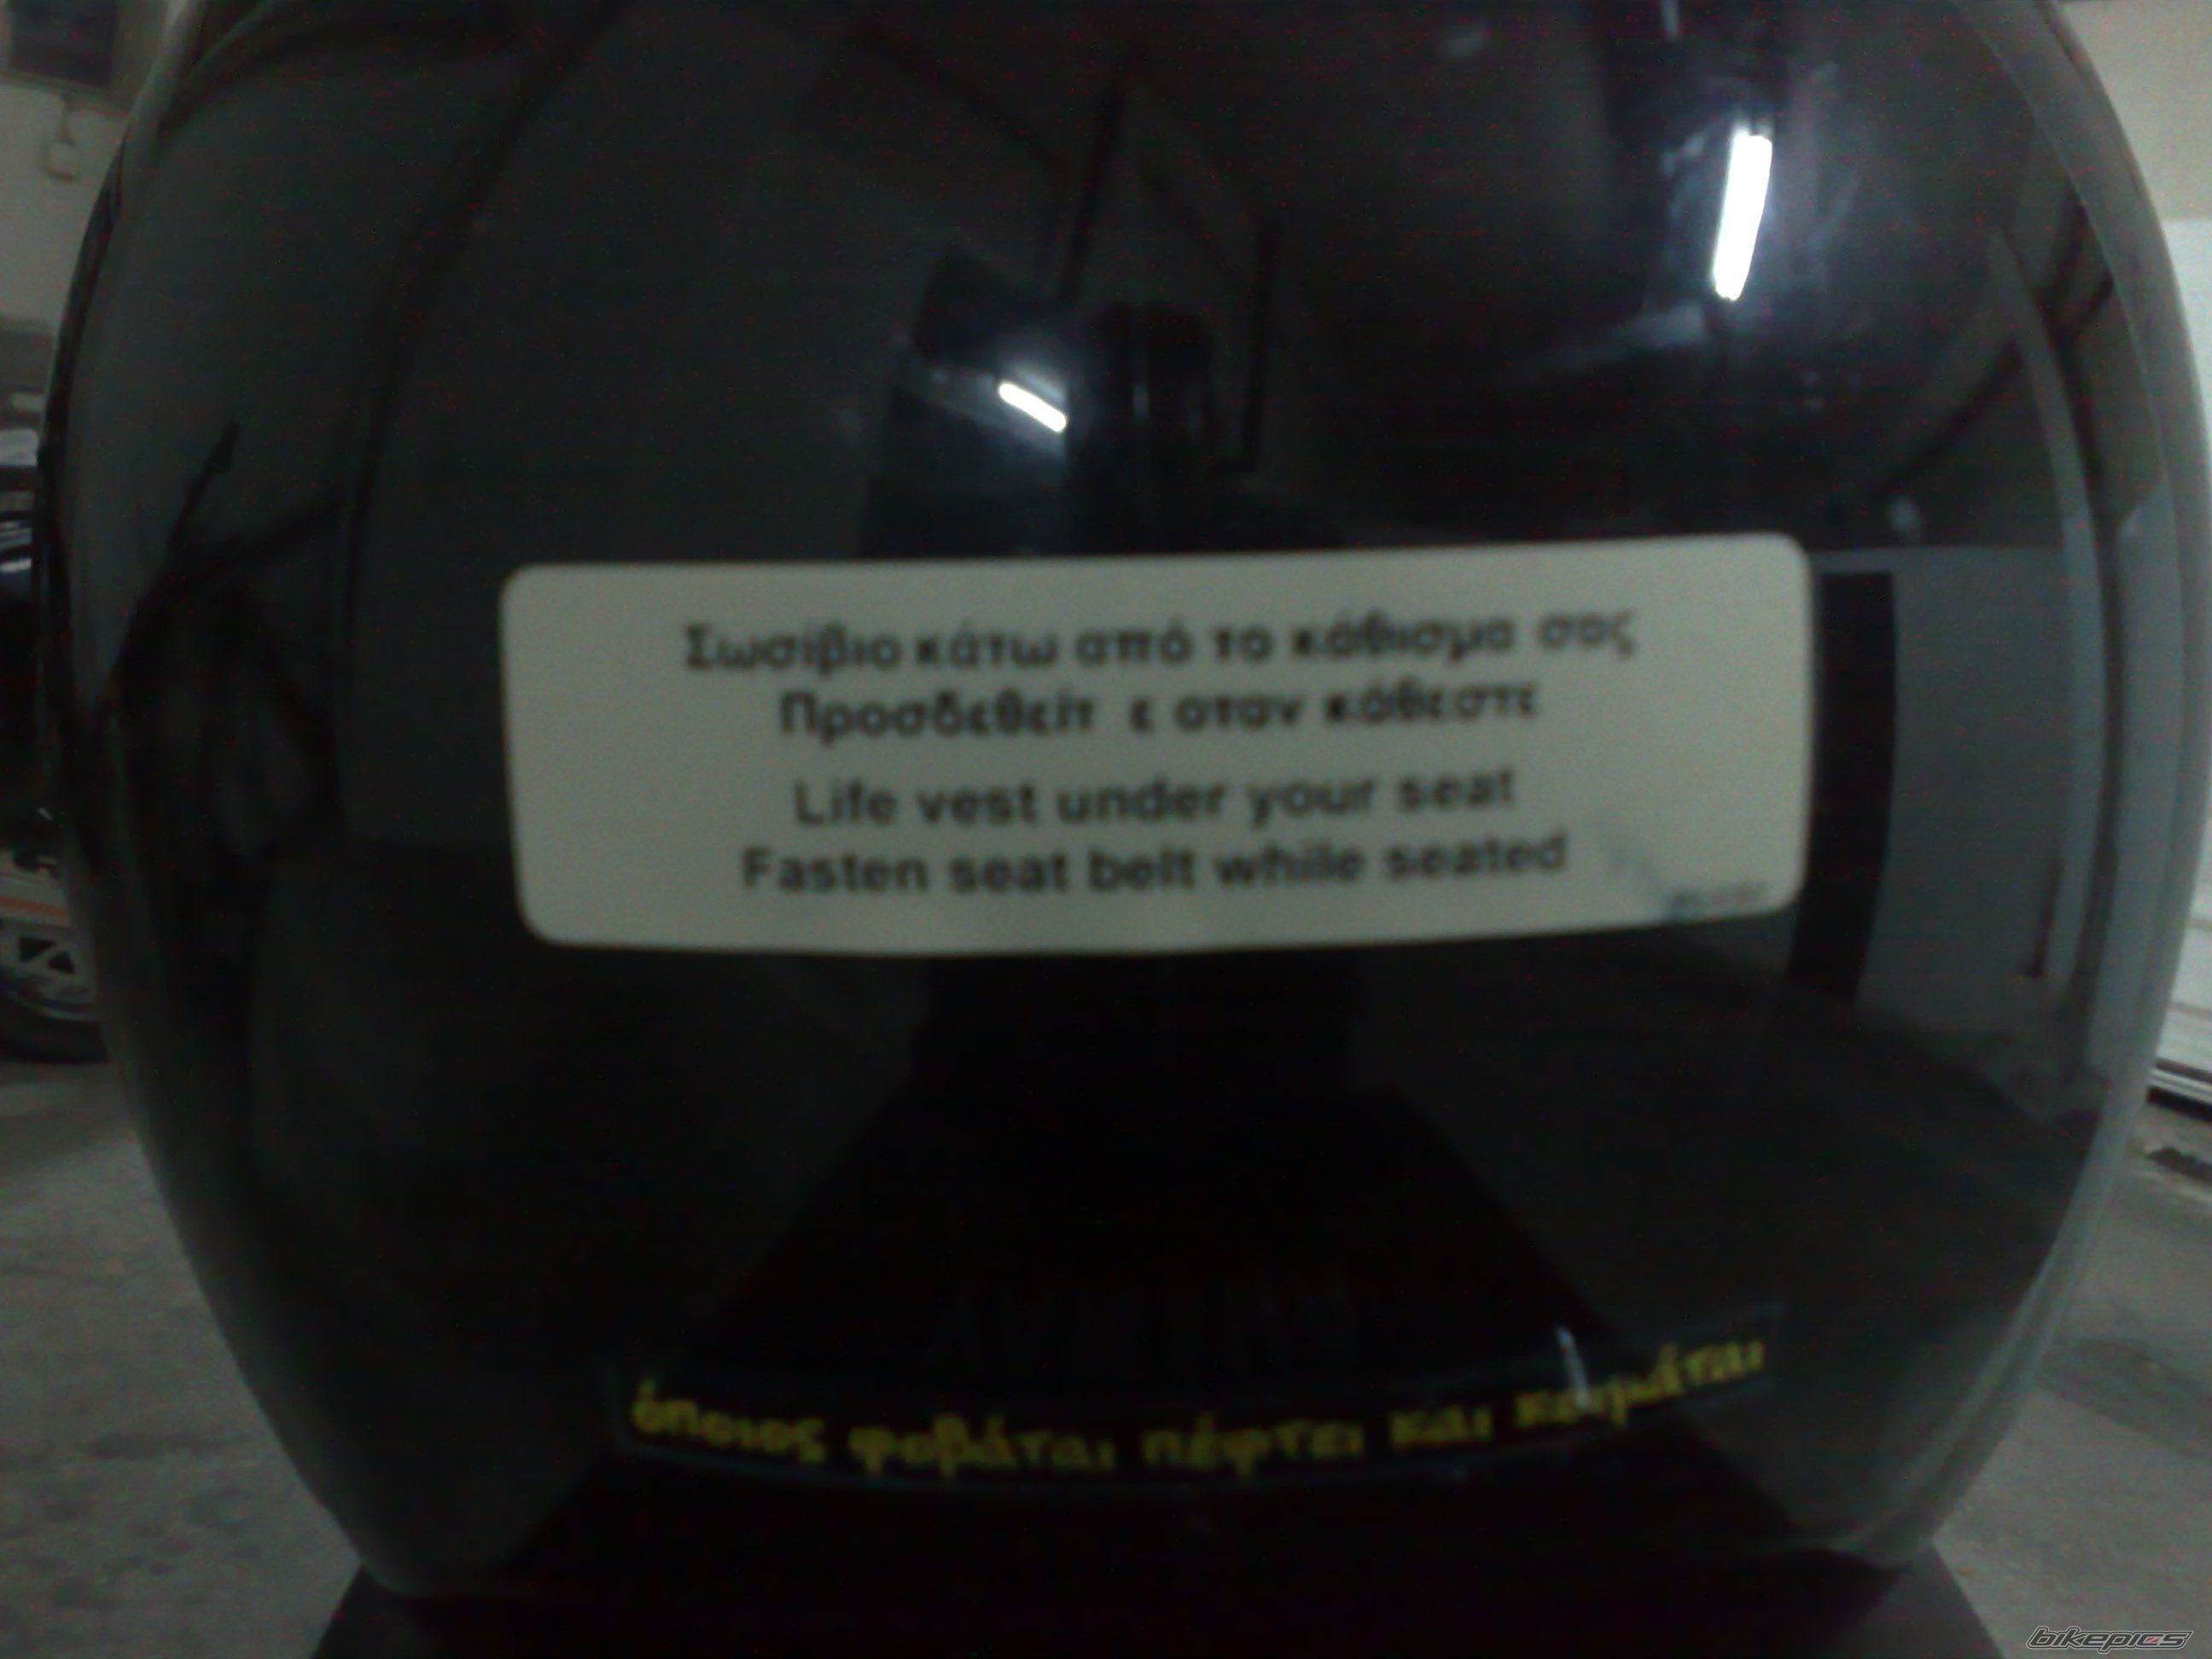 Σωσίβιο κάτω από το κάθισμα σας
Προσδεθείτ ε οταν κάθεστε
Life vest under your seat
Fasten seat belt while seated
όποιος φοβάται πέφτει και κοιμάται
bikepics